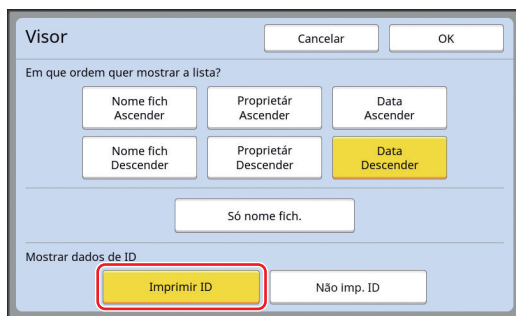 Visor
Cancelar
OK
Em que ordem quer mostrar a lista?
Nome fich
Ascender
Proprietár
Ascender
Data
Ascender
Nome fich
Descender
Proprietár
Descender
Data
Descender
Só nome fich.
Mostrar dados de ID
Imprimir ID
Não imp. ID